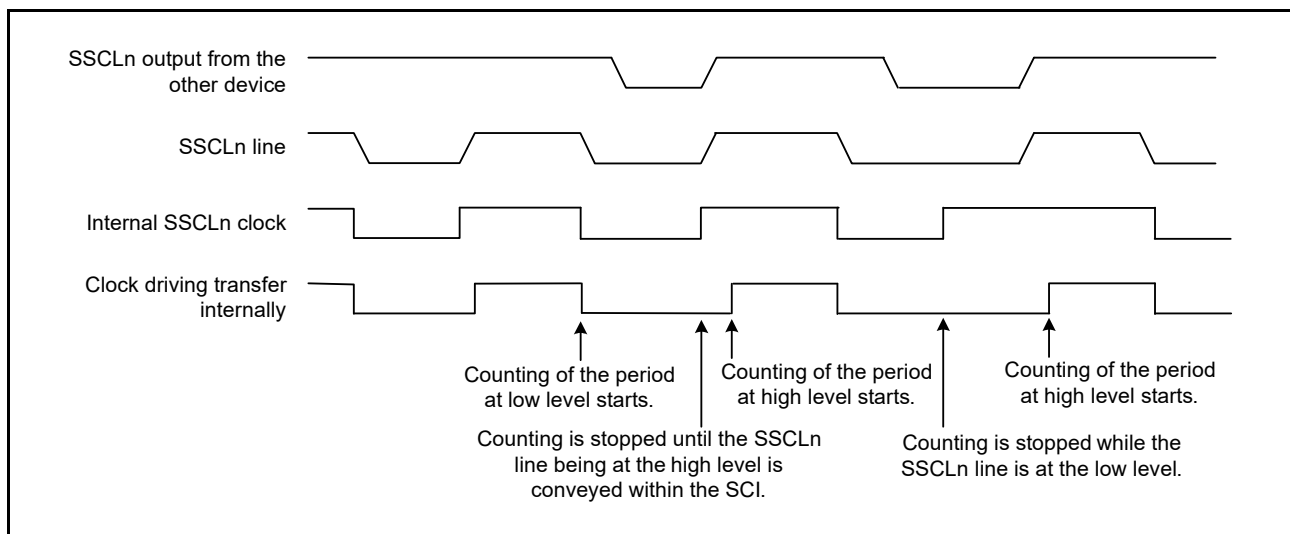 SSCLn output from the
other device
SSCLn line
Internal SSCLn clock
Clock driving transfer
internally
Counting of the period
at low level starts.
Counting of the period
at high level starts.
Counting of the period
at high level starts.
Counting is stopped until the SSCLn
line being at the high level is
conveyed within the SCI.
Counting is stopped while the
SSCLn line is at the low level.